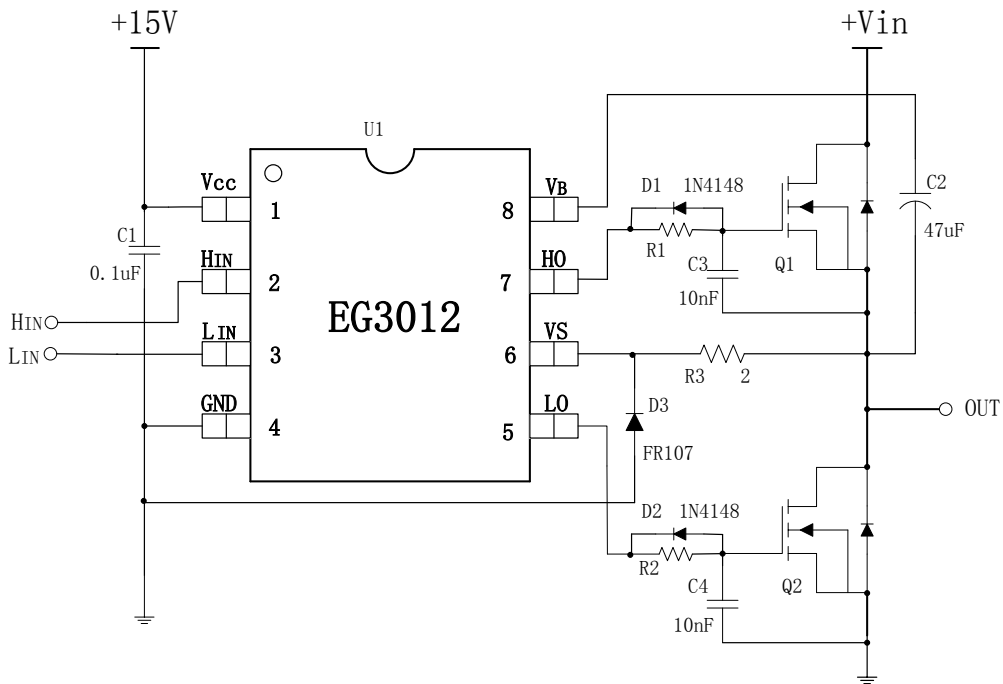 +15V
+Vin
U1
Vcc
1
8
VB
D1 1N4148
C2
47uF
C1
0.1uF
R1
HIN
2
7
HO
C3
10nF
Q1
EG3012
HIN
LIN
LIN
3
6
VS
R3 2
GND
4
5
LO
D3
OUT
FR107
D2 1N4148
R2
C4
10nF
Q2